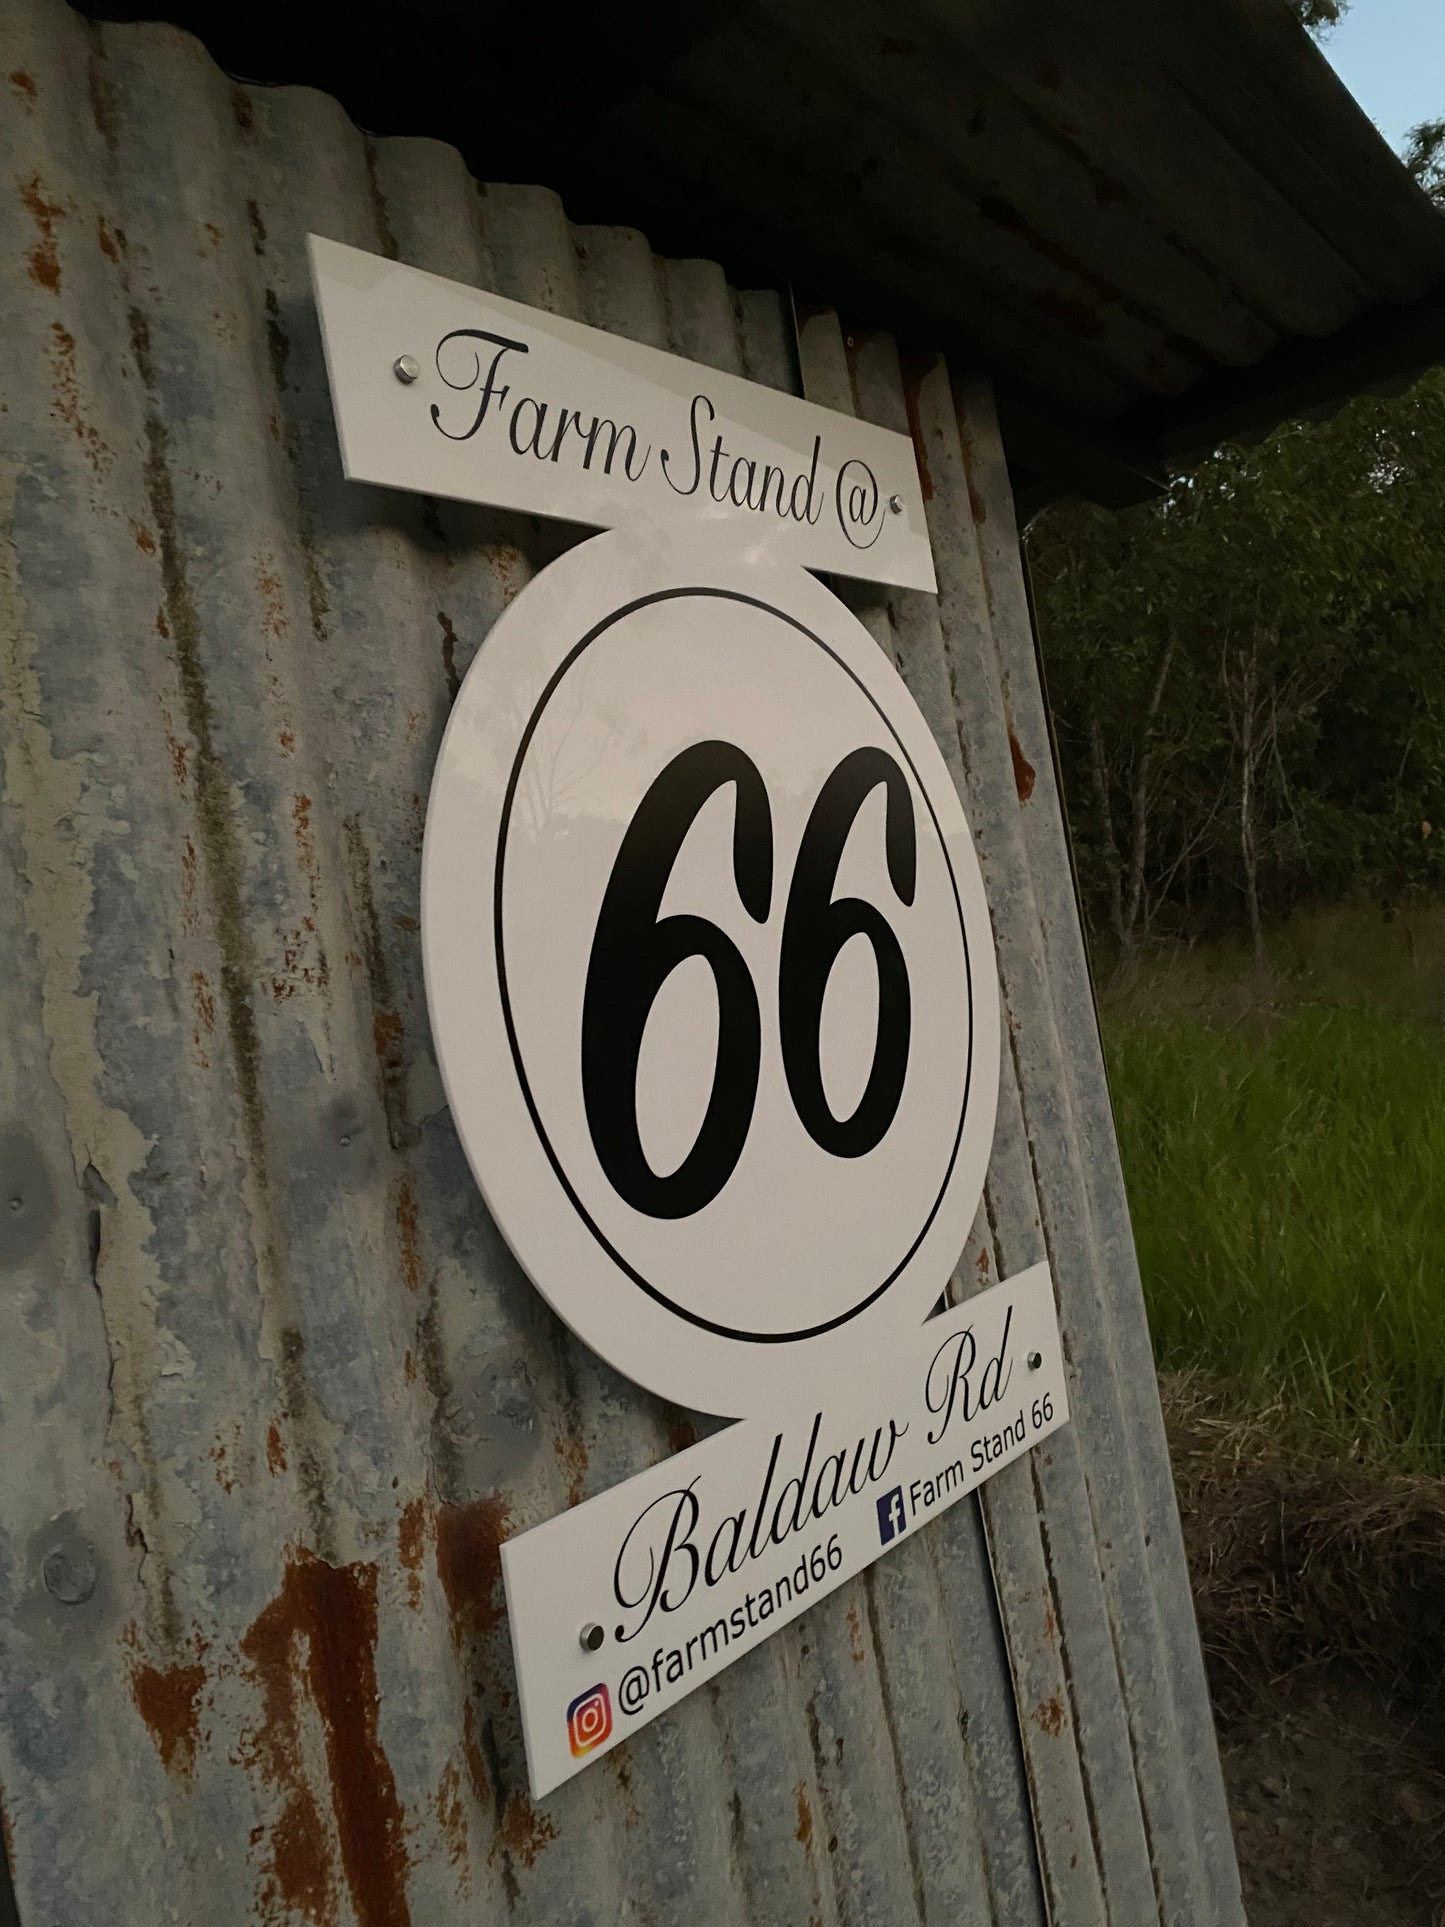 Farm Stand @
66
Baldaw Rd
@farmstand66 f Farm Stand 66